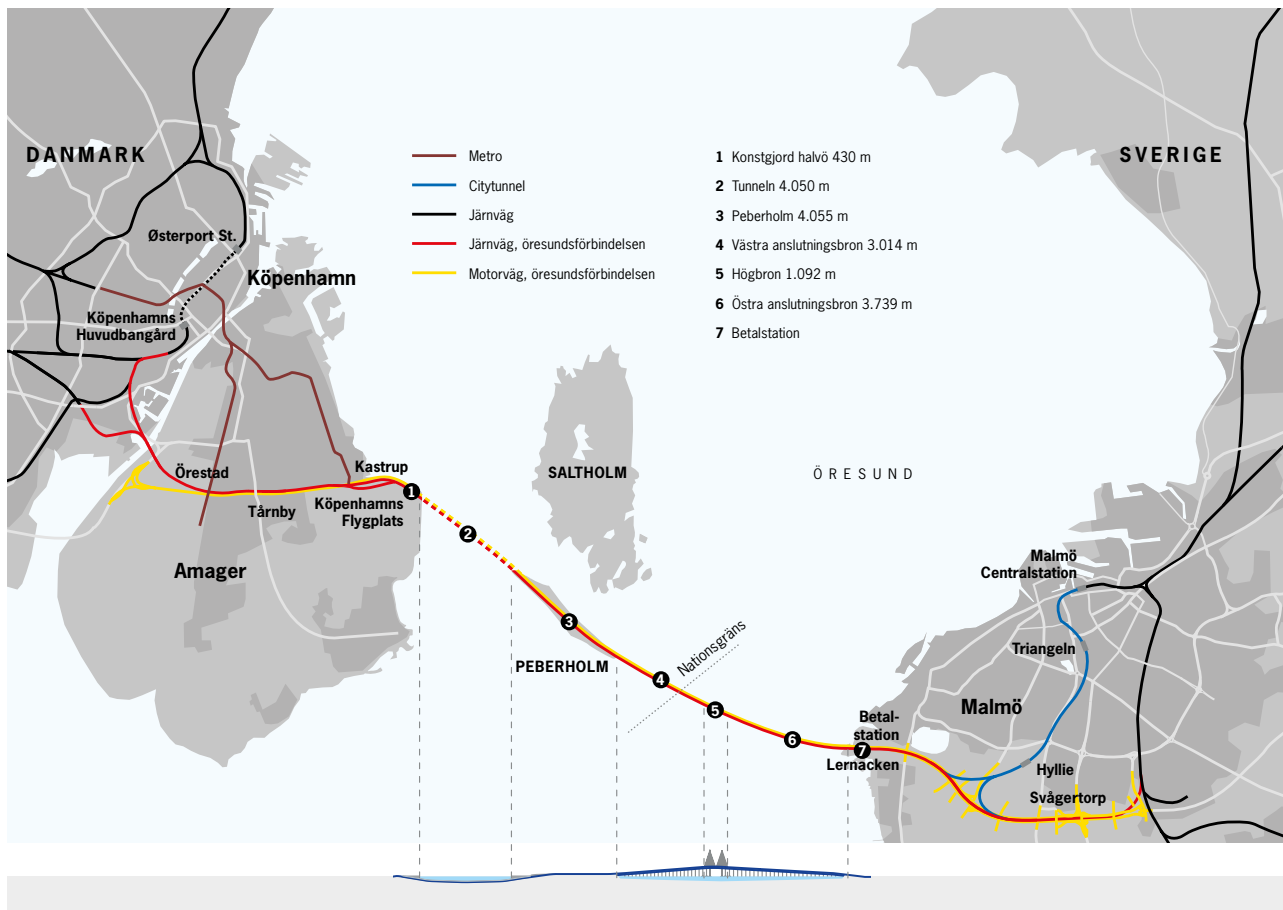 DANMARK
SVERIGE
Metro
Citytunnel
Järnväg
Järnväg, öresundsförbindelsen
Motorväg, öresundsförbindelsen
1 Konstgjord halvö 430 m
2 Tunneln 4.050 m
3 Peberholm 4.055 m
4 Västra anslutningsbron 3.014 m
5 Högbron 1.092 m
6 Östra anslutningsbron 3.739 m
7 Betalstation
Østerport St.
Köpenhamn
Köpenhamns
Huvudbangård
Örestad
Kastrup
Tårnby
Köpenhamns
Flygplats
Amager
SALTHOLM
ÖRESUND
1
2
3
PEBERHOLM
4
Nationsgräns
5
6
7
Betal-
station
Lernacken
Malmö
Centralstation
Triangeln
Malmö
Hyllie
Svågertorp